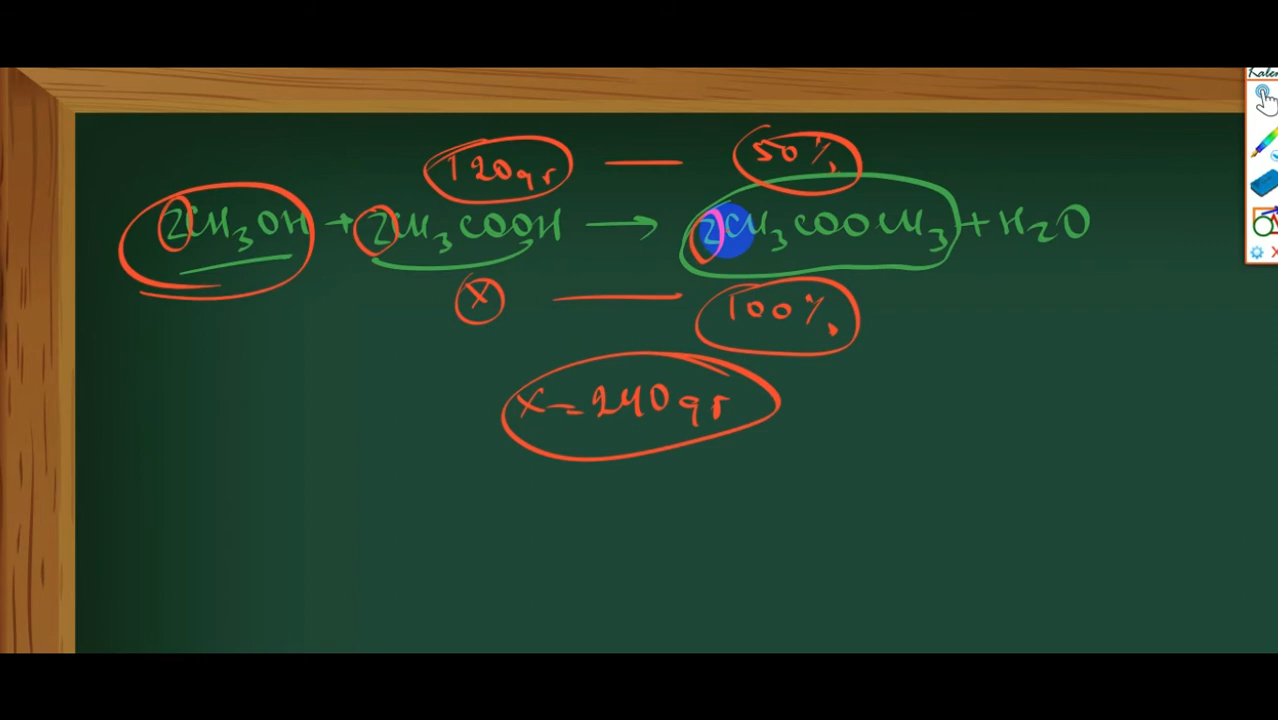 120gr — 50%
2CH₃OH + 2CH₃COOH → 2CH₃COOCH₃ + H₂O
X — 100%
X = 240gr